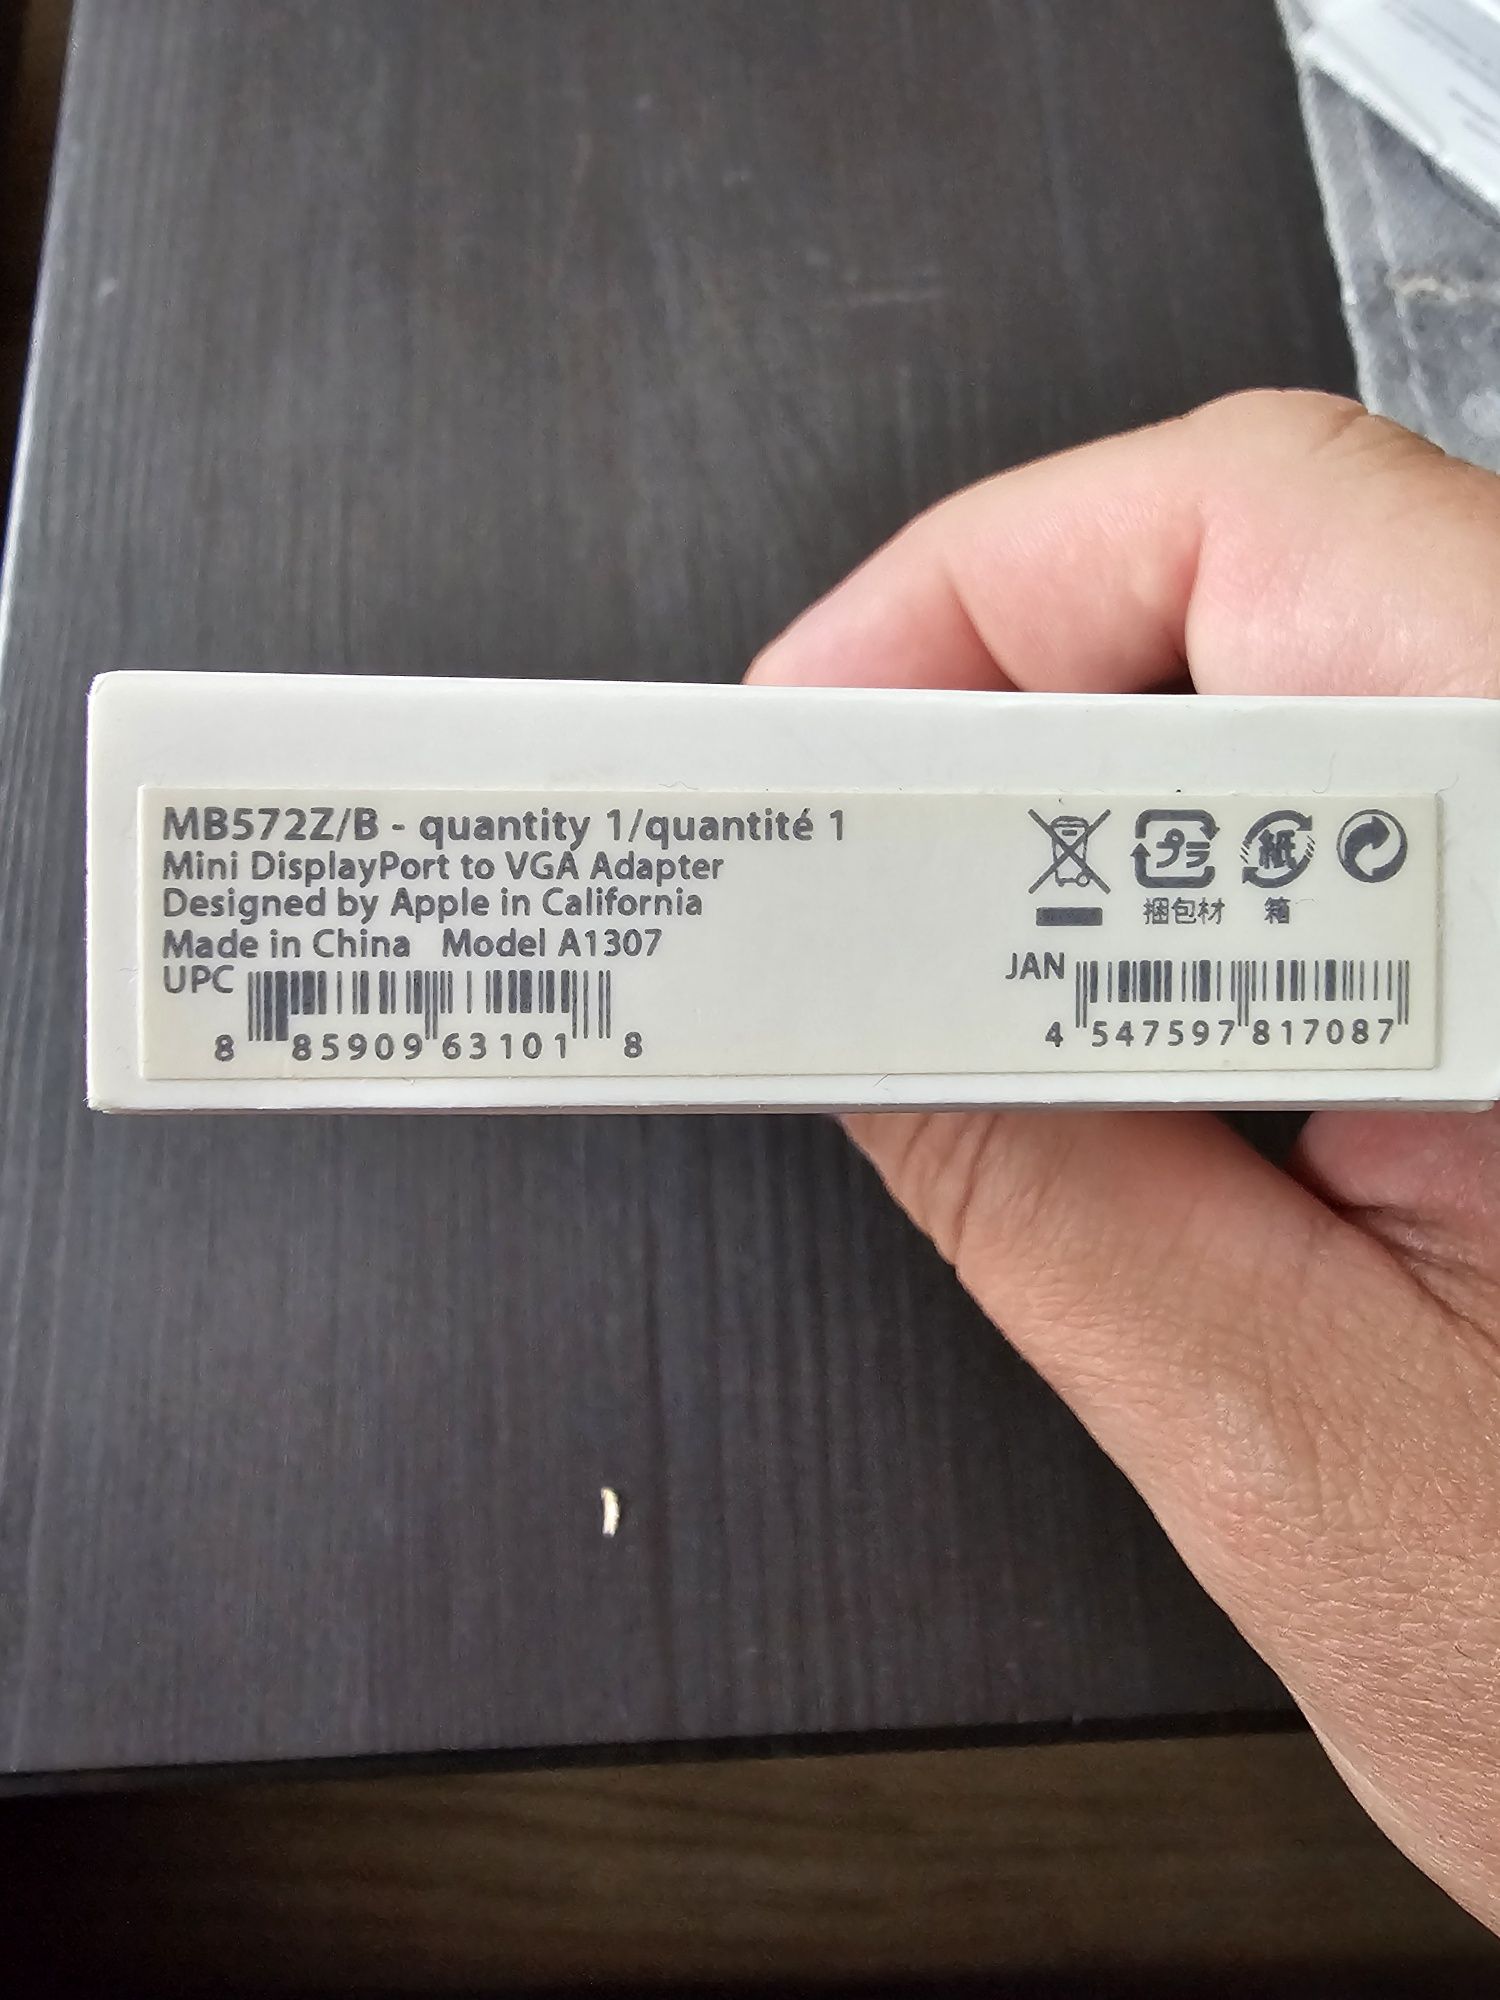 MB572Z/B - quantity 1/quantité 1
Mini DisplayPort to VGA Adapter
Designed by Apple in California
Made in China Model A1307
UPC
8 85909 63101 8
プラ
捆包材
紙
箱
JAN
4 547597 817087